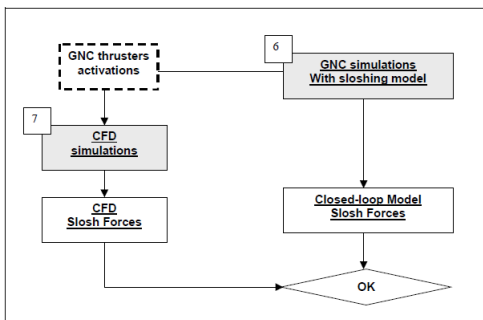 6
GNC thrusters
activations
GNC simulations
With sloshing model
7
CFD
simulations
CFD
Slosh Forces
Closed-loop Model
Slosh Forces
OK